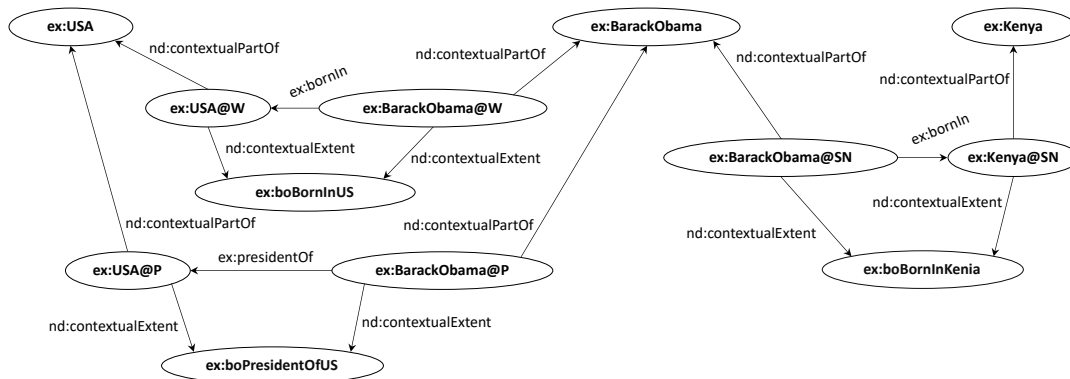 ex:USA
ex:BarackObama
ex:Kenya
nd:contextualPartOf
nd:contextualPartOf
nd:contextualPartOf
nd:contextualPartOf
ex:bornIn
ex:USA@W
ex:BarackObama@W
ex:bornIn
nd:contextualExtent
nd:contextualExtent
ex:BarackObama@SN
ex:Kenya@SN
ex:boBornInUS
nd:contextualExtent
nd:contextualPartOf
nd:contextualPartOf
nd:contextualExtent
ex:presidentOf
ex:USA@P
ex:BarackObama@P
ex:boBornInKenia
nd:contextualExtent
nd:contextualExtent
ex:boPresidentOfUS